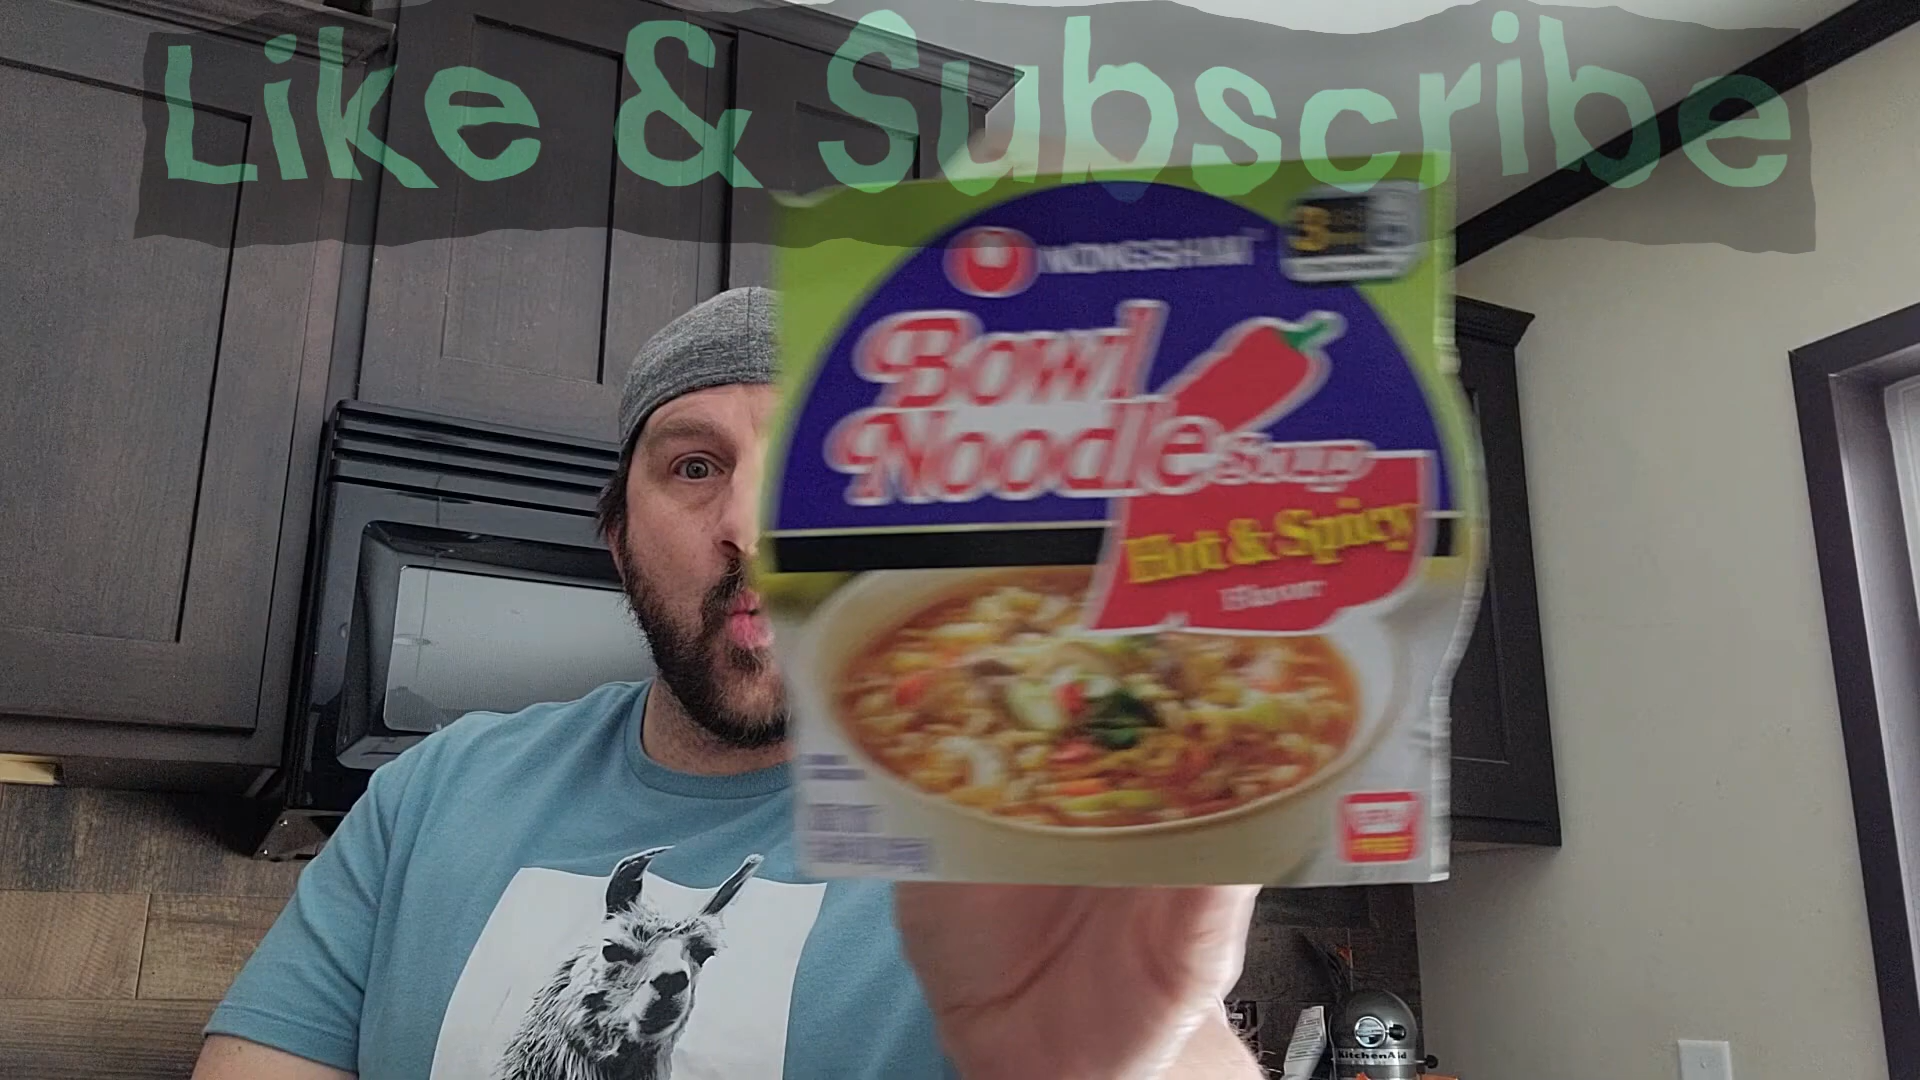 Like & Subscribe
NONGSHIM
Bowl
Noodle Soup
Hot & Spicy
Flavor
KitchenAid